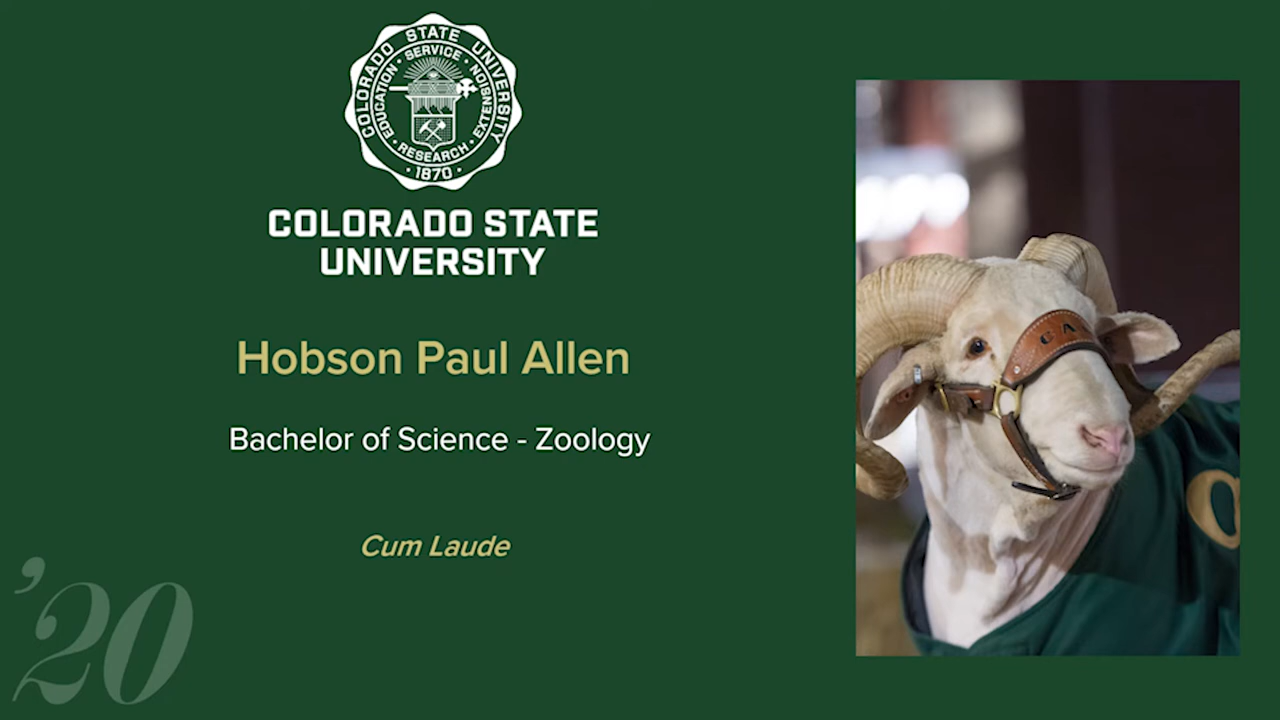 COLORADO STATE UNIVERSITY
EDUCATION • SERVICE • EXTENSION
RESEARCH
• 1870 •
COLORADO STATE
UNIVERSITY
Hobson Paul Allen
Bachelor of Science - Zoology
Cum Laude
’20